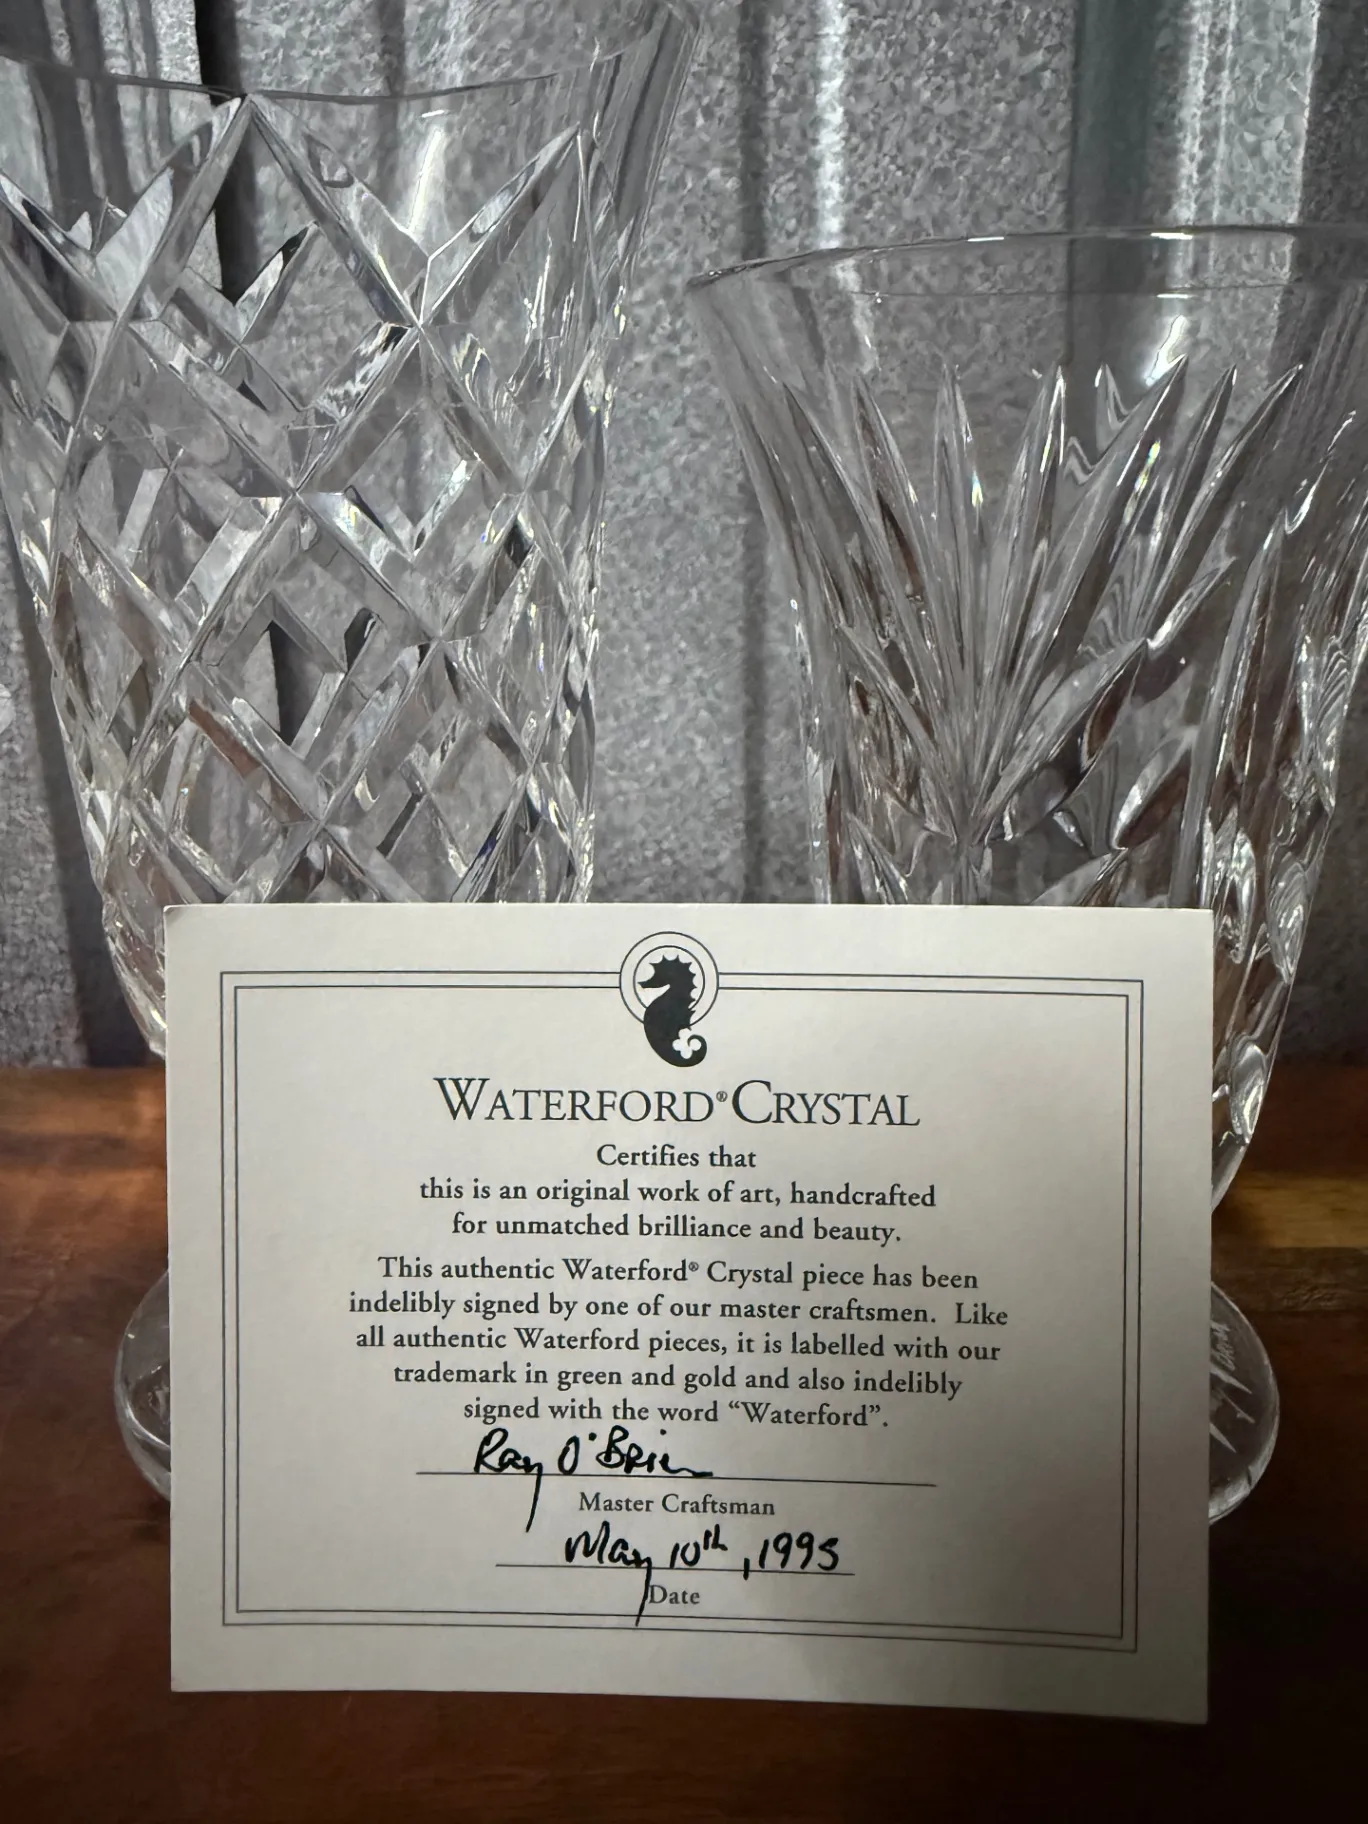 WATERFORD® CRYSTAL
Certifies that
this is an original work of art, handcrafted
for unmatched brilliance and beauty.
This authentic Waterford® Crystal piece has been
indelibly signed by one of our master craftsmen. Like
all authentic Waterford pieces, it is labelled with our
trademark in green and gold and also indelibly
signed with the word “Waterford”.
Ray O'Brien
Master Craftsman
May 10th, 1995
Date